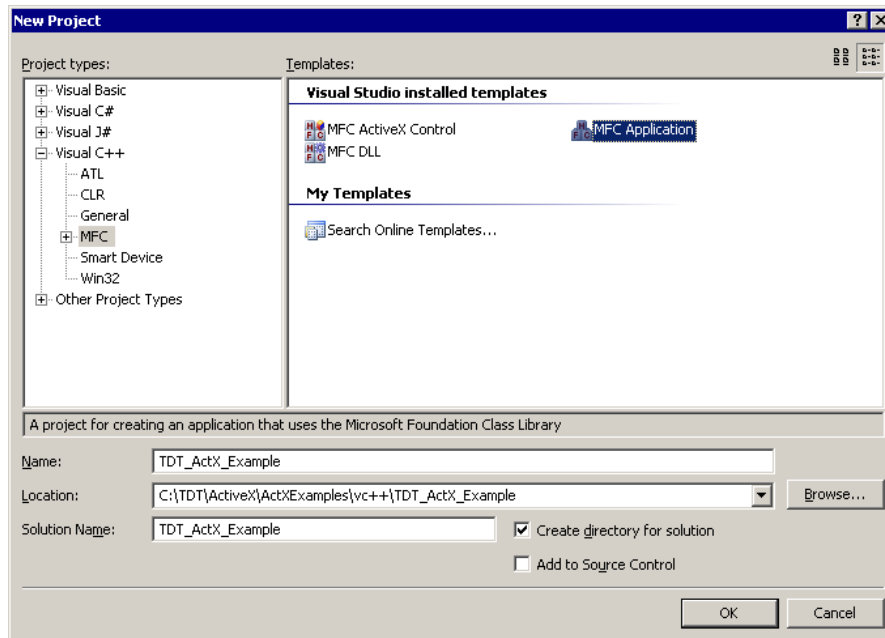 New Project
Project types:
Templates:
Visual Basic
Visual C#
Visual J#
Visual C++
ATL
CLR
General
MFC
Smart Device
Win32
Other Project Types
Visual Studio installed templates
MFC ActiveX Control
MFC Application
MFC DLL
My Templates
Search Online Templates...
A project for creating an application that uses the Microsoft Foundation Class Library
Name:
TDT_ActX_Example
Location:
C:\TDT\ActiveX\ActXExamples\vc++\TDT_ActX_Example
Browse...
Solution Name:
TDT_ActX_Example
Create directory for solution
Add to Source Control
OK
Cancel